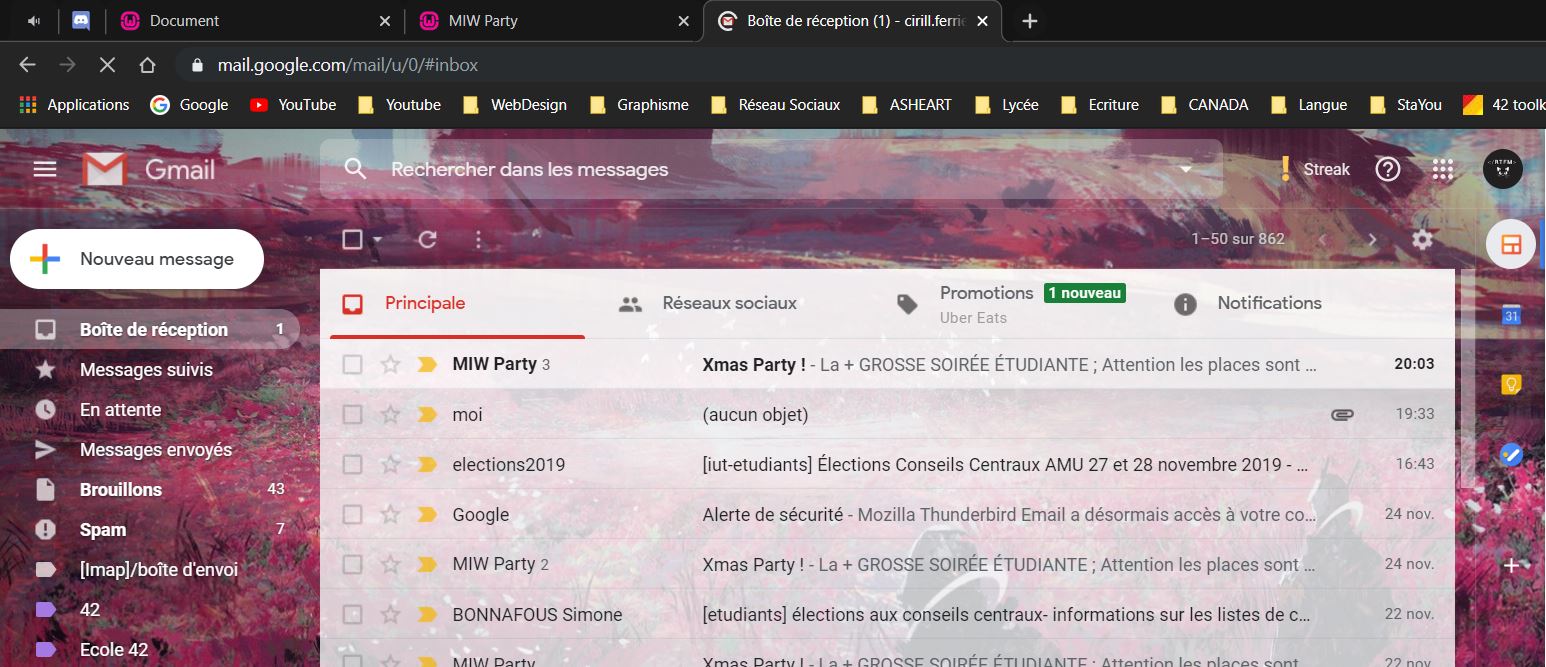 Document
MIW Party
Boîte de réception (1) - cirill.ferrie
mail.google.com/mail/u/0/#inbox
Applications Google YouTube Youtube WebDesign Graphisme Réseau Sociaux ASHEART Lycée Ecriture CANADA Langue StaYou 42 toolk
Gmail
Rechercher dans les messages
Streak
</RTFM>
Nouveau message
1–50 sur 862
Principale
Réseaux sociaux
Promotions 1 nouveau
Uber Eats
Notifications
Boîte de réception 1
Messages suivis
En attente
Messages envoyés
Brouillons 43
Spam 7
[Imap]/boîte d'envoi
42
Ecole 42
MIW Party 3 Xmas Party ! - La + GROSSE SOIRÉE ÉTUDIANTE ; Attention les places sont ... 20:03
moi (aucun objet) 19:33
elections2019 [iut-etudiants] Élections Conseils Centraux AMU 27 et 28 novembre 2019 - ... 16:43
Google Alerte de sécurité - Mozilla Thunderbird Email a désormais accès à votre co... 24 nov.
MIW Party 2 Xmas Party ! - La + GROSSE SOIRÉE ÉTUDIANTE ; Attention les places sont ... 24 nov.
BONNAFOUS Simone [etudiants] élections aux conseils centraux- informations sur les listes de c... 22 nov.
MIW Party Xmas Party ! - La + GROSSE SOIRÉE ÉTUDIANTE ; Attention les places sont ... 22 nov.
31